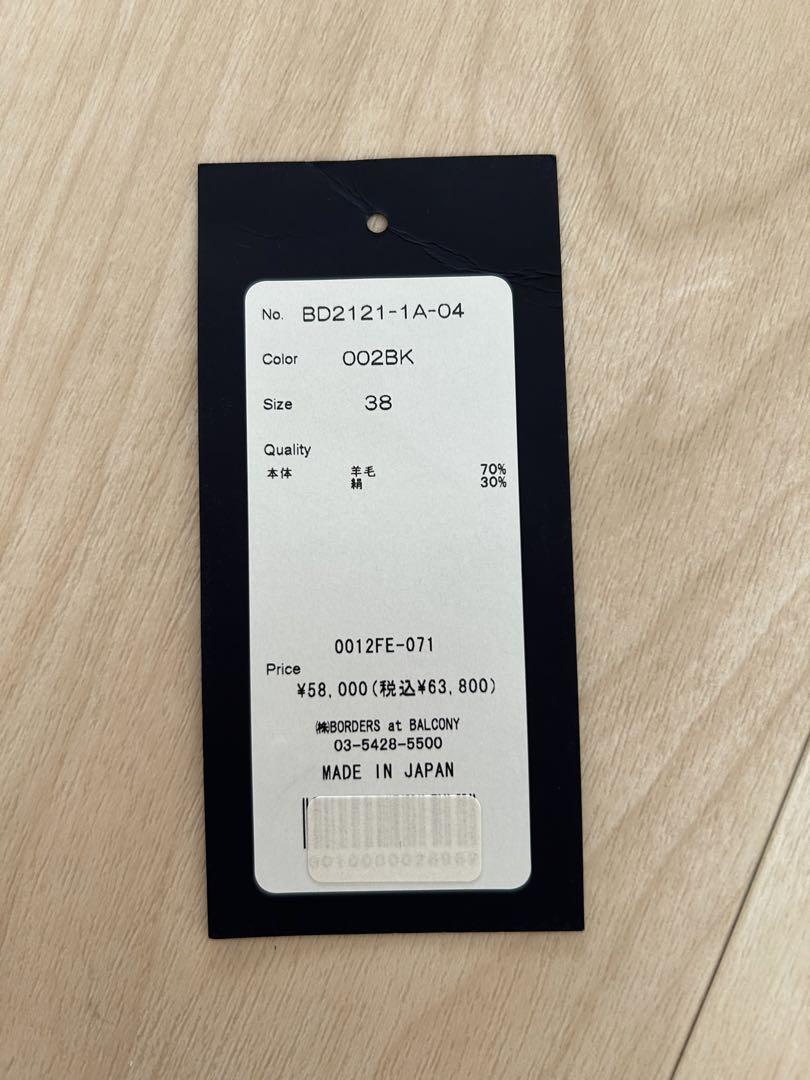 No. BD2121-1A-04
Color 002BK
Size 38
Quality
本体 羊毛 70%
絹 30%
0012FE-071
Price
¥58,000(税込¥63,800)
㈱BORDERS at BALCONY
03-5428-5500
MADE IN JAPAN